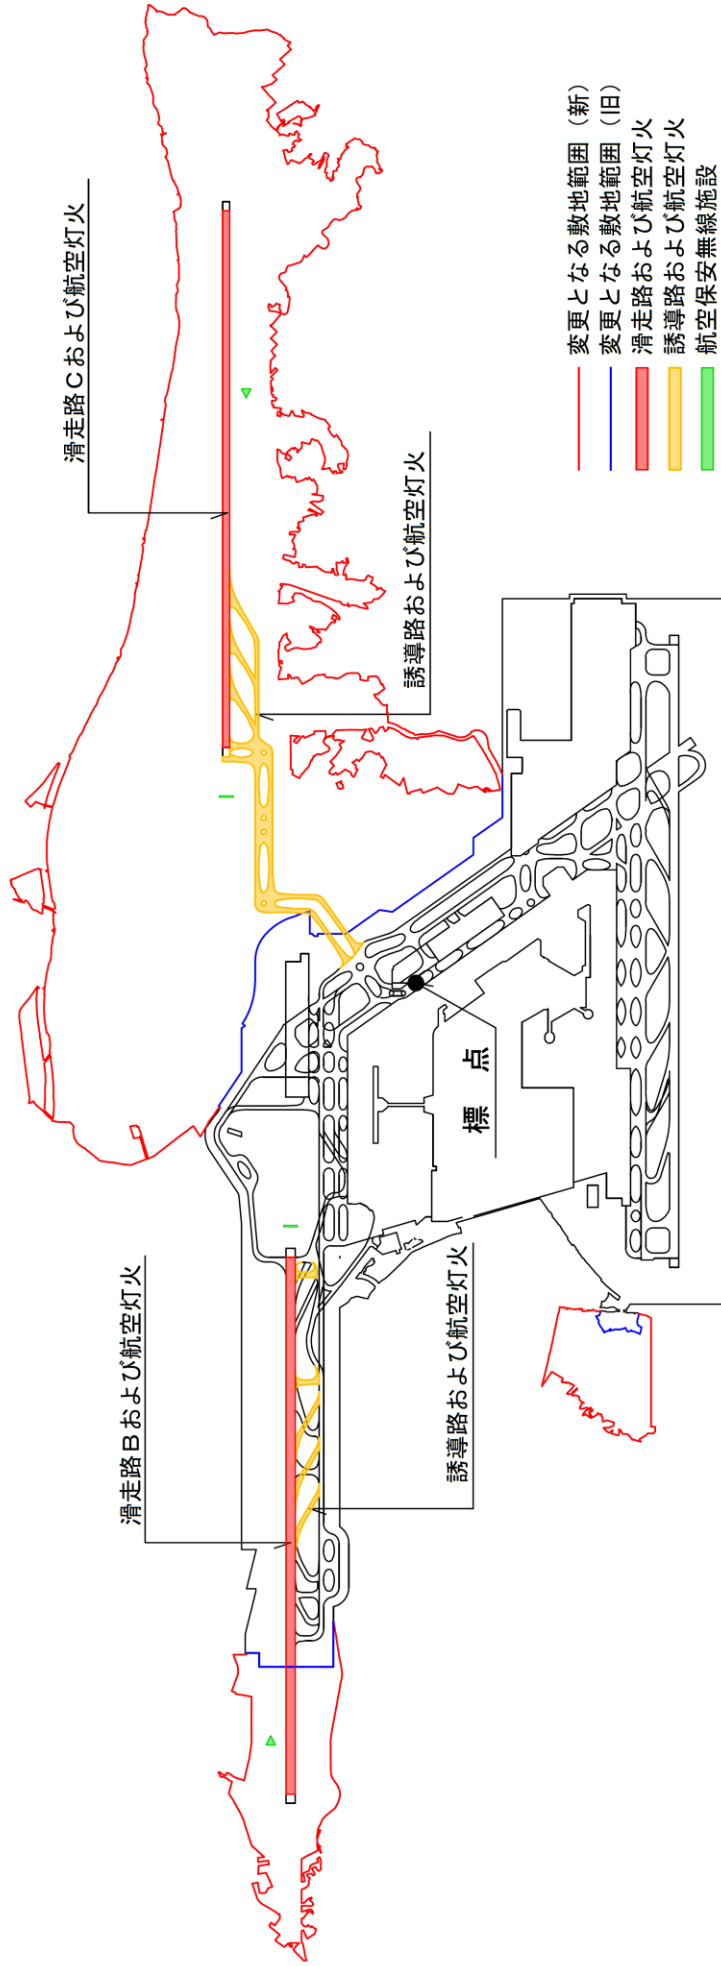 滑走路Bおよび航空灯火
滑走路Cおよび航空灯火
誘導路および航空灯火
誘導路および航空灯火
標 点
変更となる敷地範囲（新）
変更となる敷地範囲（旧）
滑走路および航空灯火
誘導路および航空灯火
航空保安無線施設